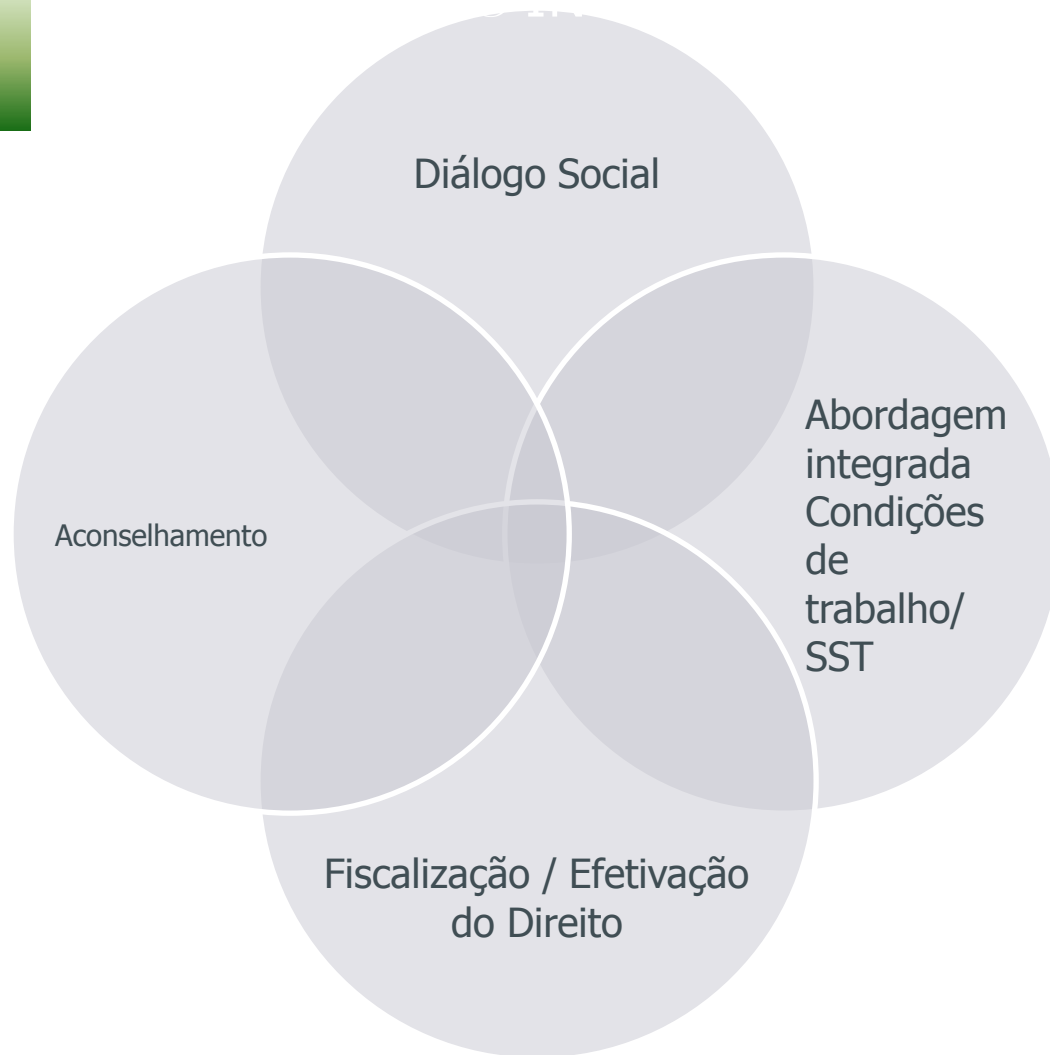 Diálogo Social
Abordagem
integrada
Condições
de
trabalho/
SST
Aconselhamento
Fiscalização / Efetivação
do Direito